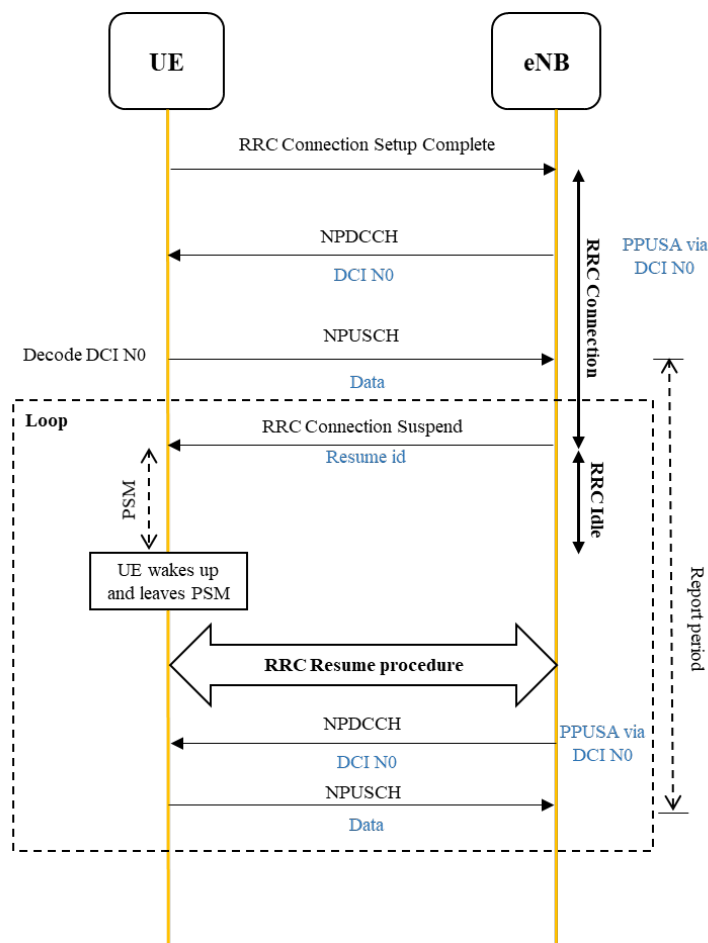 UE
eNB
RRC Connection Setup Complete
NPDCCH
DCI N0
PPUSA via
DCI N0
RRC Connection
Decode DCI N0
NPUSCH
Data
Loop
RRC Connection Suspend
Resume id
PSM
RRC Idle
UE wakes up
and leaves PSM
Report period
RRC Resume procedure
NPDCCH
DCI N0
PPUSA via
DCI N0
NPUSCH
Data